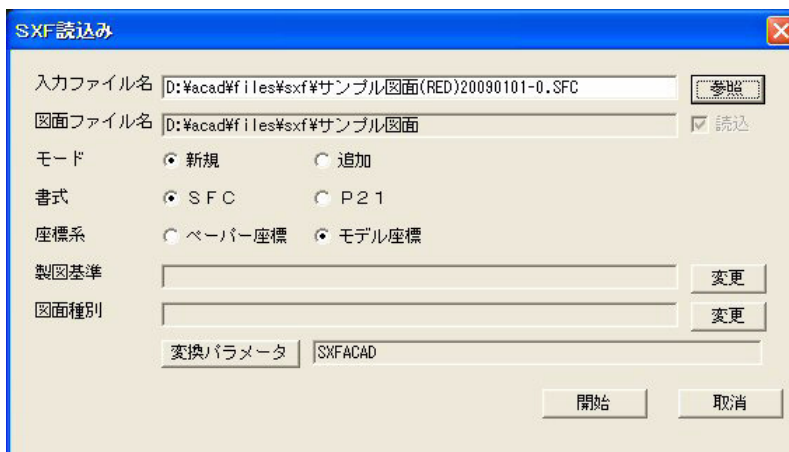 SXF読込み
入力ファイル名 D:¥acad¥files¥sxf¥サンプル図面(RED)20090101-0.SFC 参照
図面ファイル名 D:¥acad¥files¥sxf¥サンプル図面 読込
モード 新規 追加
書式 ＳＦＣ Ｐ２１
座標系 ペーパー座標 モデル座標
製図基準 変更
図面種別 変更
変換パラメータ SXFACAD
開始 取消